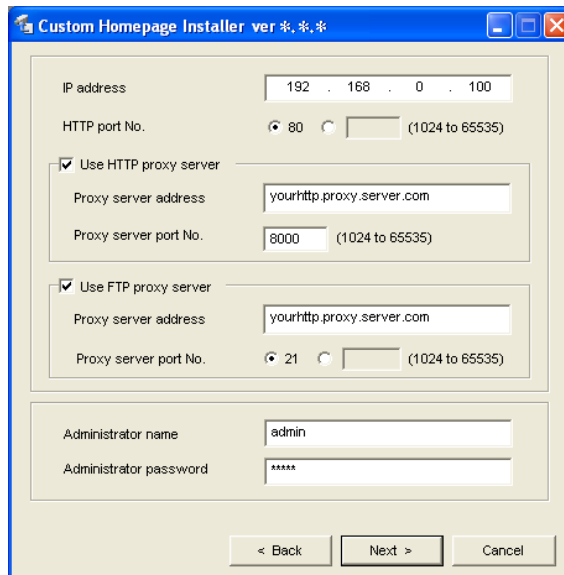 Custom Homepage Installer ver *.*.*
IP address 192 . 168 . 0 . 100
HTTP port No. 80 (1024 to 65535)
Use HTTP proxy server
Proxy server address yourhttp.proxy.server.com
Proxy server port No. 8000 (1024 to 65535)
Use FTP proxy server
Proxy server address yourhttp.proxy.server.com
Proxy server port No. 21 (1024 to 65535)
Administrator name admin
Administrator password *****
< Back Next > Cancel